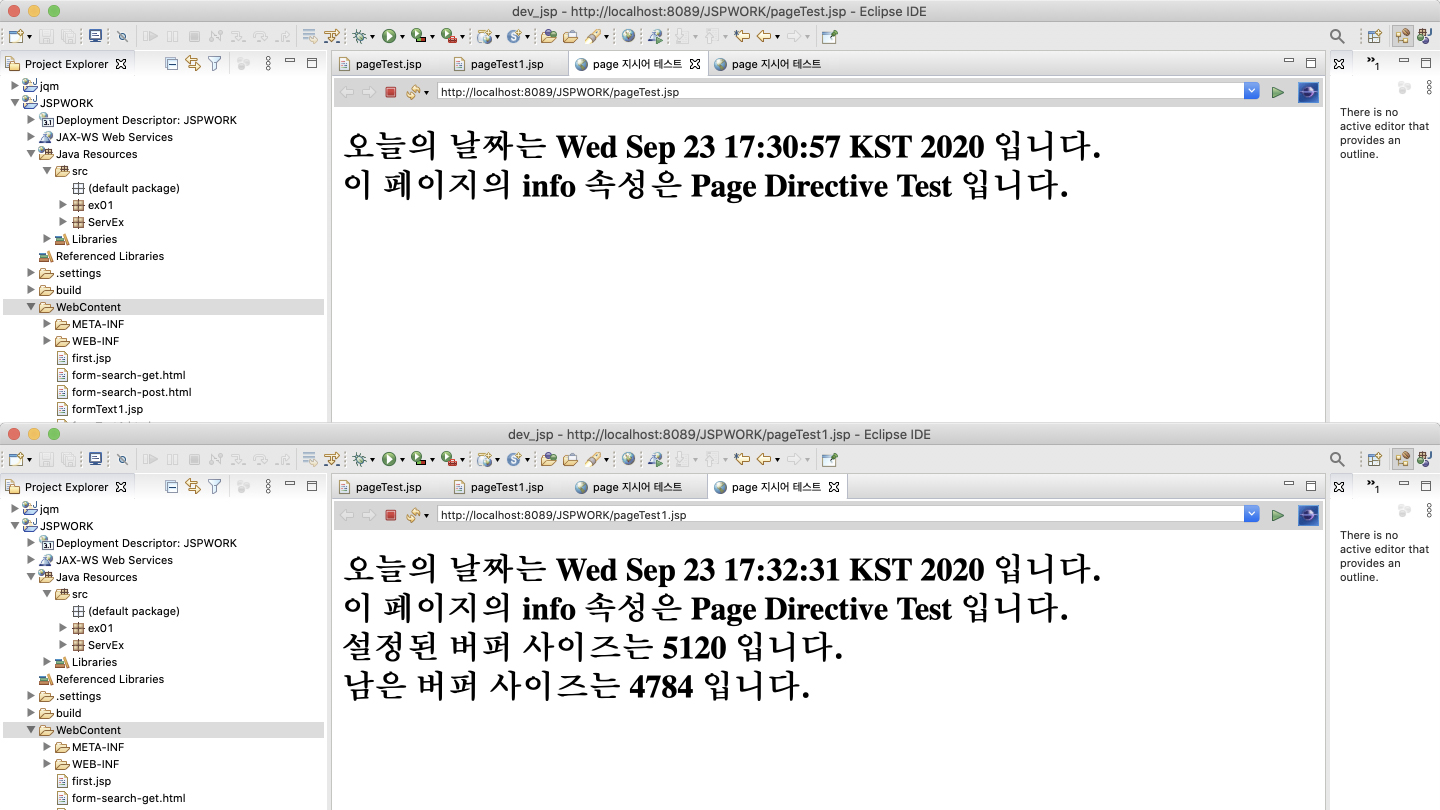 dev_jsp - http://localhost:8089/JSPWORK/pageTest.jsp - Eclipse IDE
Project Explorer
pageTest.jsp
pageTest1.jsp
page 지시어 테스트
page 지시어 테스트
1
http://localhost:8089/JSPWORK/pageTest.jsp
jqm
JSPWORK
3.1
Deployment Descriptor: JSPWORK
JAX-WS Web Services
Java Resources
src
(default package)
ex01
ServEx
Libraries
Referenced Libraries
.settings
build
WebContent
META-INF
WEB-INF
first.jsp
form-search-get.html
form-search-post.html
formText1.jsp
오늘의 날짜는 Wed Sep 23 17:30:57 KST 2020 입니다.
이 페이지의 info 속성은 Page Directive Test 입니다.
There is no
active editor that
provides an
outline.
dev_jsp - http://localhost:8089/JSPWORK/pageTest1.jsp - Eclipse IDE
Project Explorer
pageTest.jsp
pageTest1.jsp
page 지시어 테스트
page 지시어 테스트
1
http://localhost:8089/JSPWORK/pageTest1.jsp
jqm
JSPWORK
3.1
Deployment Descriptor: JSPWORK
JAX-WS Web Services
Java Resources
src
(default package)
ex01
ServEx
Libraries
Referenced Libraries
.settings
build
WebContent
META-INF
WEB-INF
first.jsp
form-search-get.html
오늘의 날짜는 Wed Sep 23 17:32:31 KST 2020 입니다.
이 페이지의 info 속성은 Page Directive Test 입니다.
설정된 버퍼 사이즈는 5120 입니다.
남은 버퍼 사이즈는 4784 입니다.
There is no
active editor that
provides an
outline.